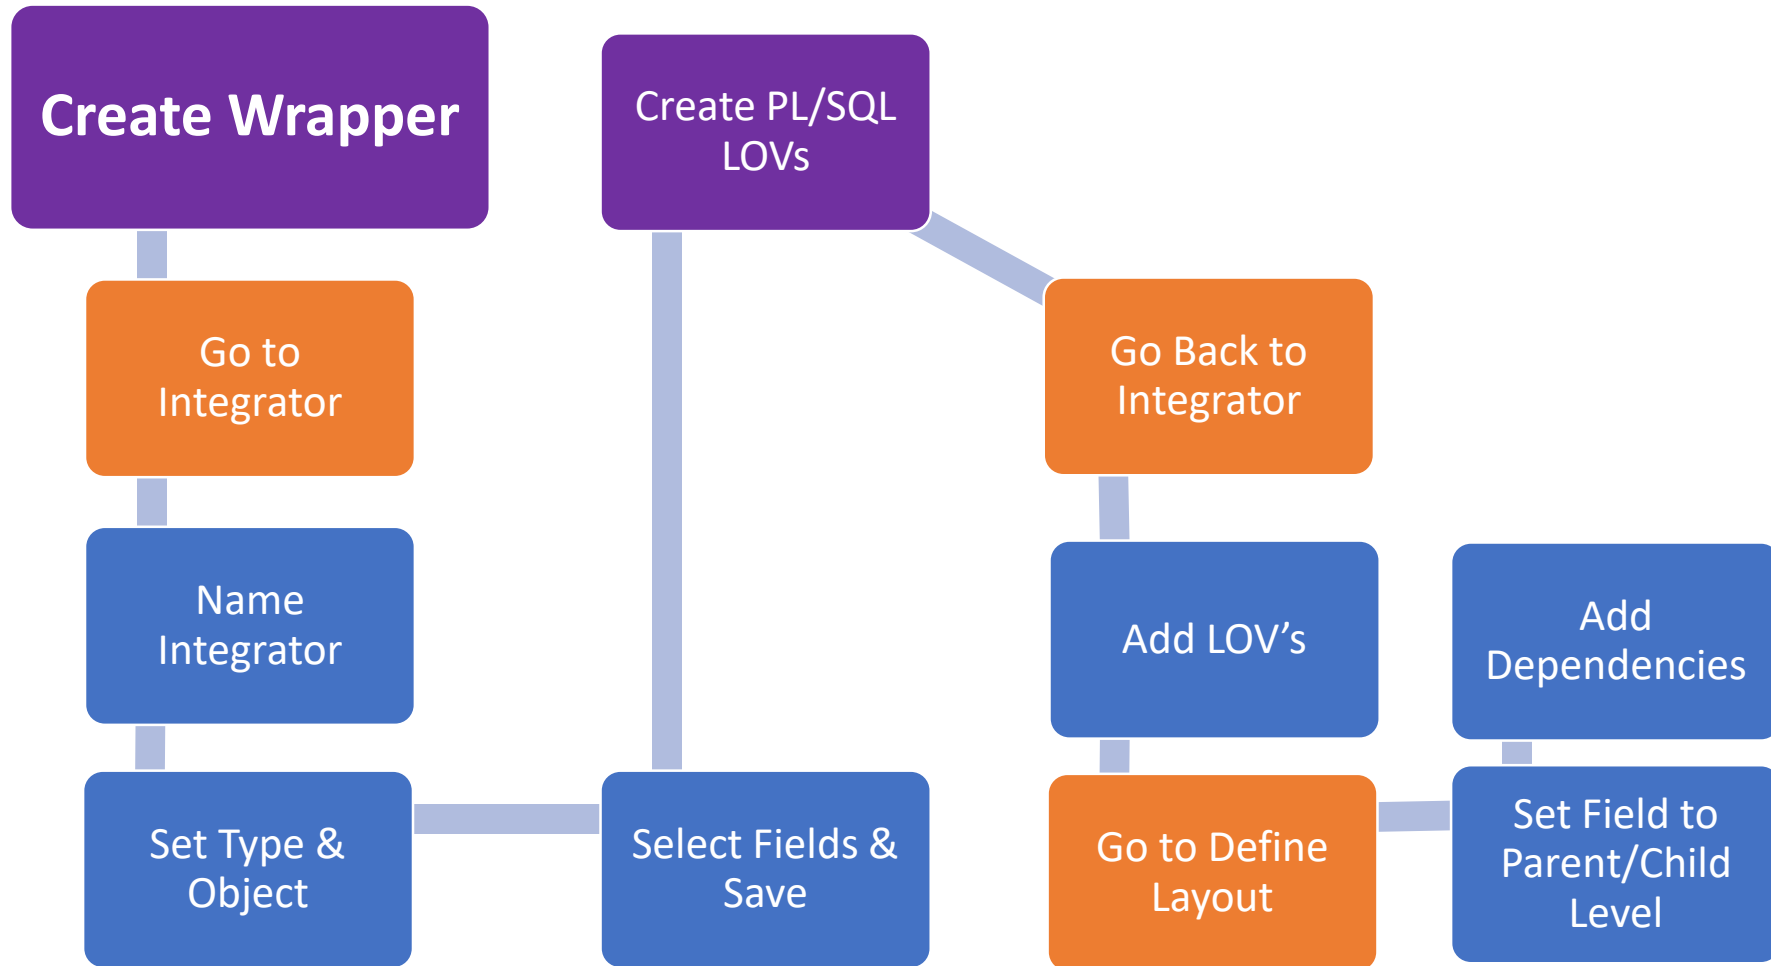 Create Wrapper
Go to
Integrator
Name
Integrator
Set Type &
Object
Select Fields &
Save
Create PL/SQL
LOVs
Go Back to
Integrator
Add LOV’s
Go to Define
Layout
Set Field to
Parent/Child
Level
Add
Dependencies